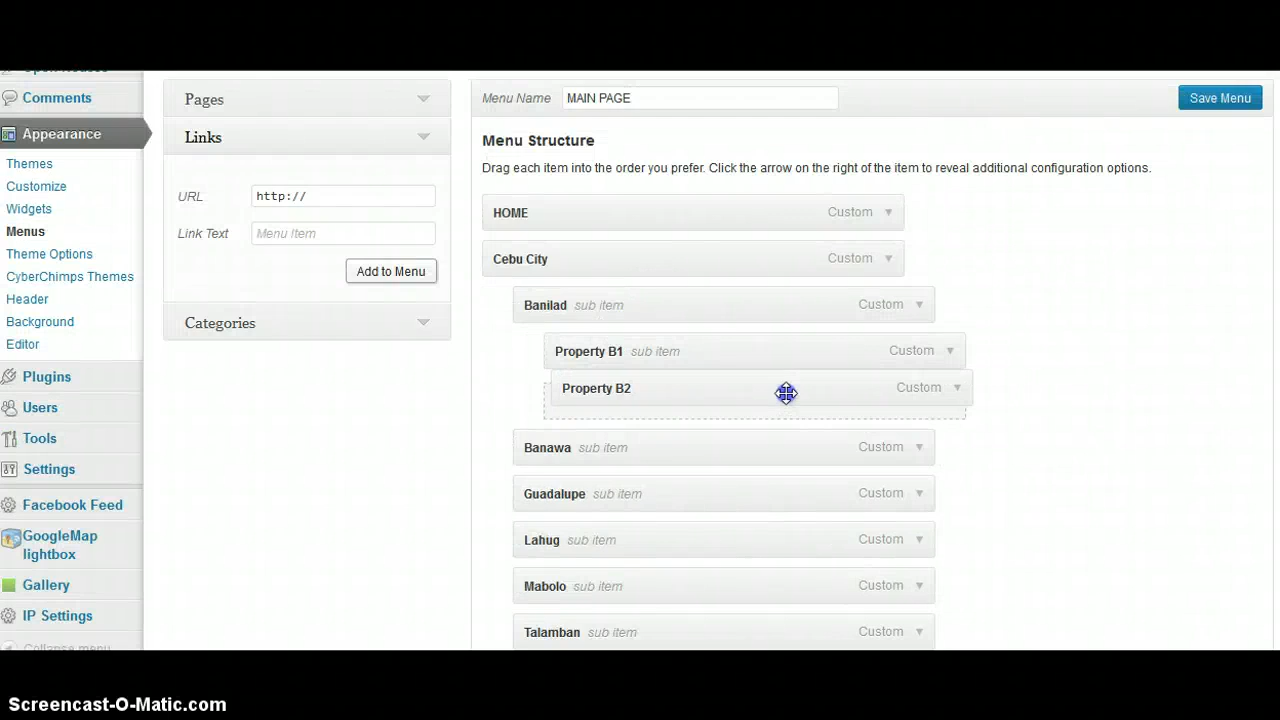 Open Houses
Comments
Appearance
Themes
Customize
Widgets
Menus
Theme Options
CyberChimps Themes
Header
Background
Editor
Plugins
Users
Tools
Settings
Facebook Feed
GoogleMap
lightbox
Gallery
IP Settings
Collapse menu
Pages
Links
URL http://
Link Text Menu Item
Add to Menu
Categories
Menu Name MAIN PAGE Save Menu
Menu Structure
Drag each item into the order you prefer. Click the arrow on the right of the item to reveal additional configuration options.
HOME Custom
Cebu City Custom
Banilad sub item Custom
Property B1 sub item Custom
Property B2 Custom
Banawa sub item Custom
Guadalupe sub item Custom
Lahug sub item Custom
Mabolo sub item Custom
Talamban sub item Custom
Screencast-O-Matic.com